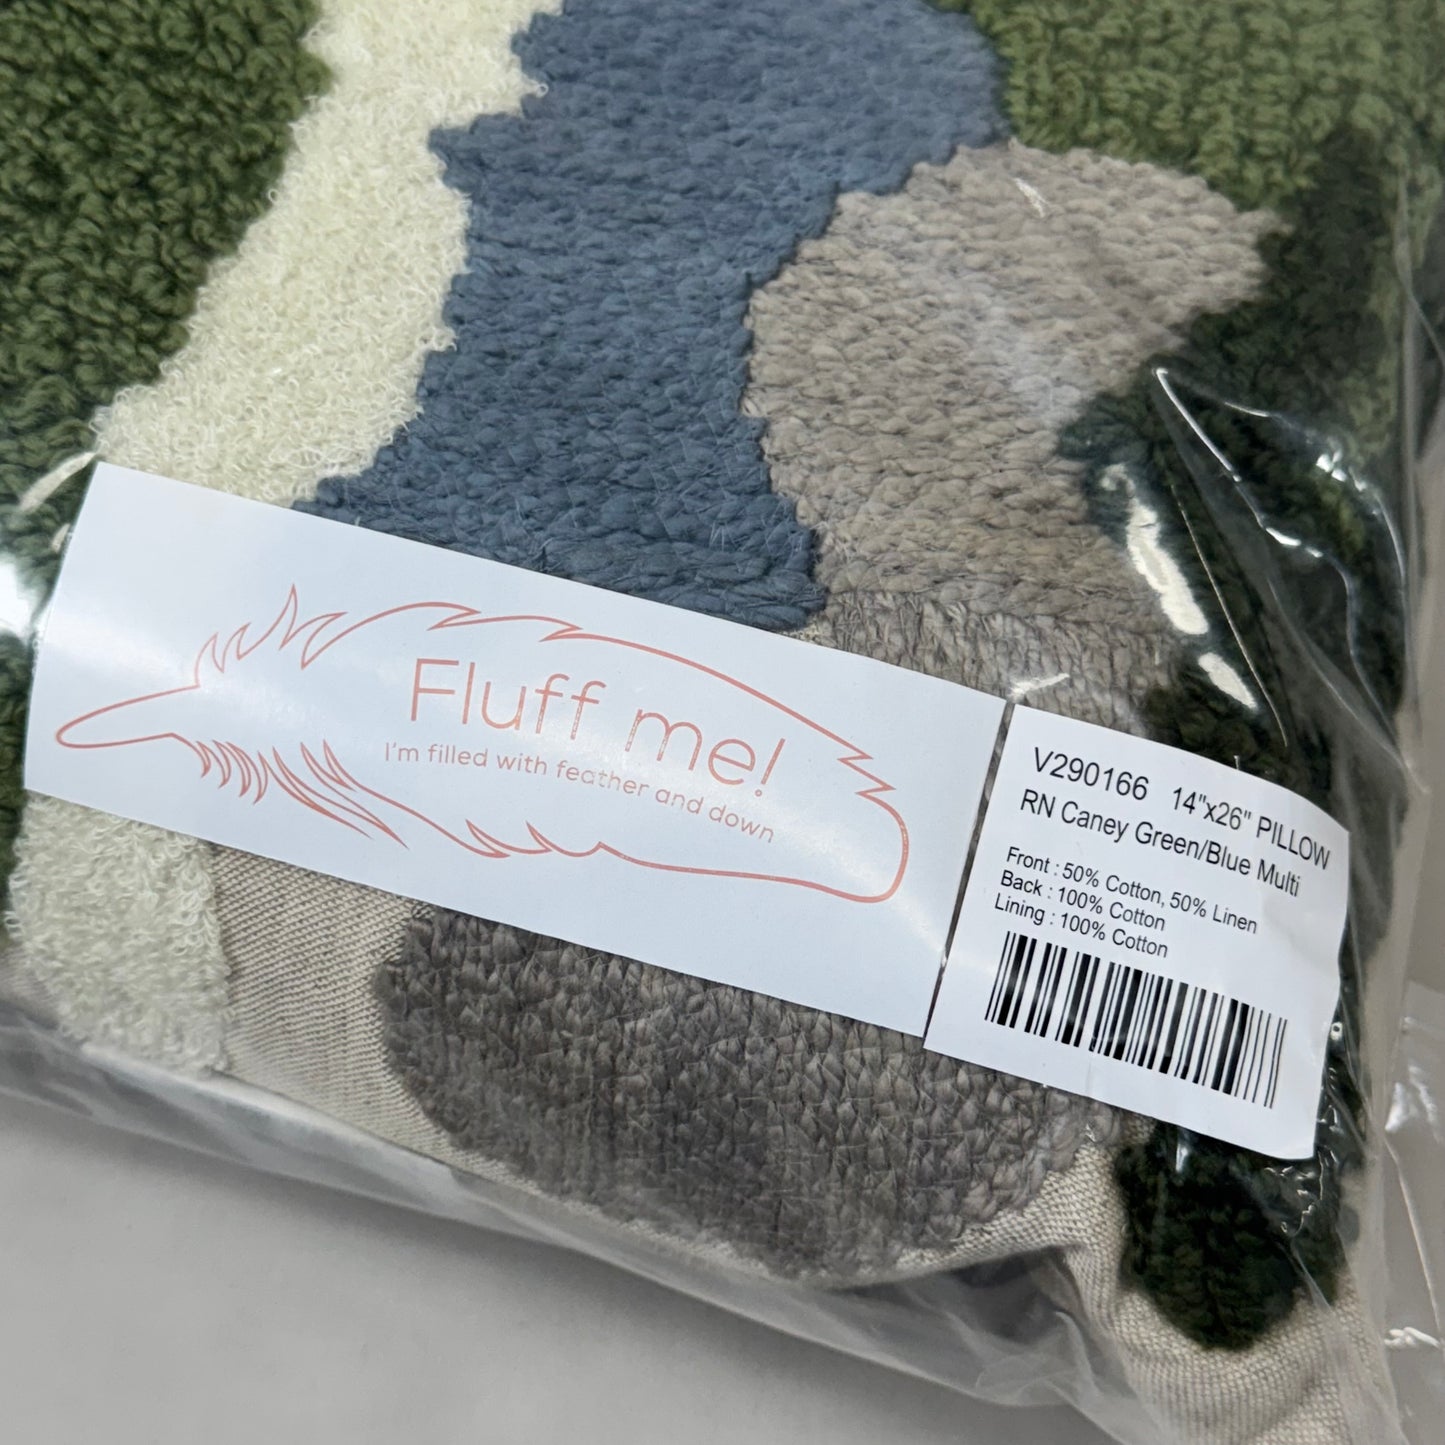 Fluff me!
I'm filled with feather and down
V290166 14"x26" PILLOW
RN Caney Green/Blue Multi
Front : 50% Cotton, 50% Linen
Back : 100% Cotton
Lining : 100% Cotton